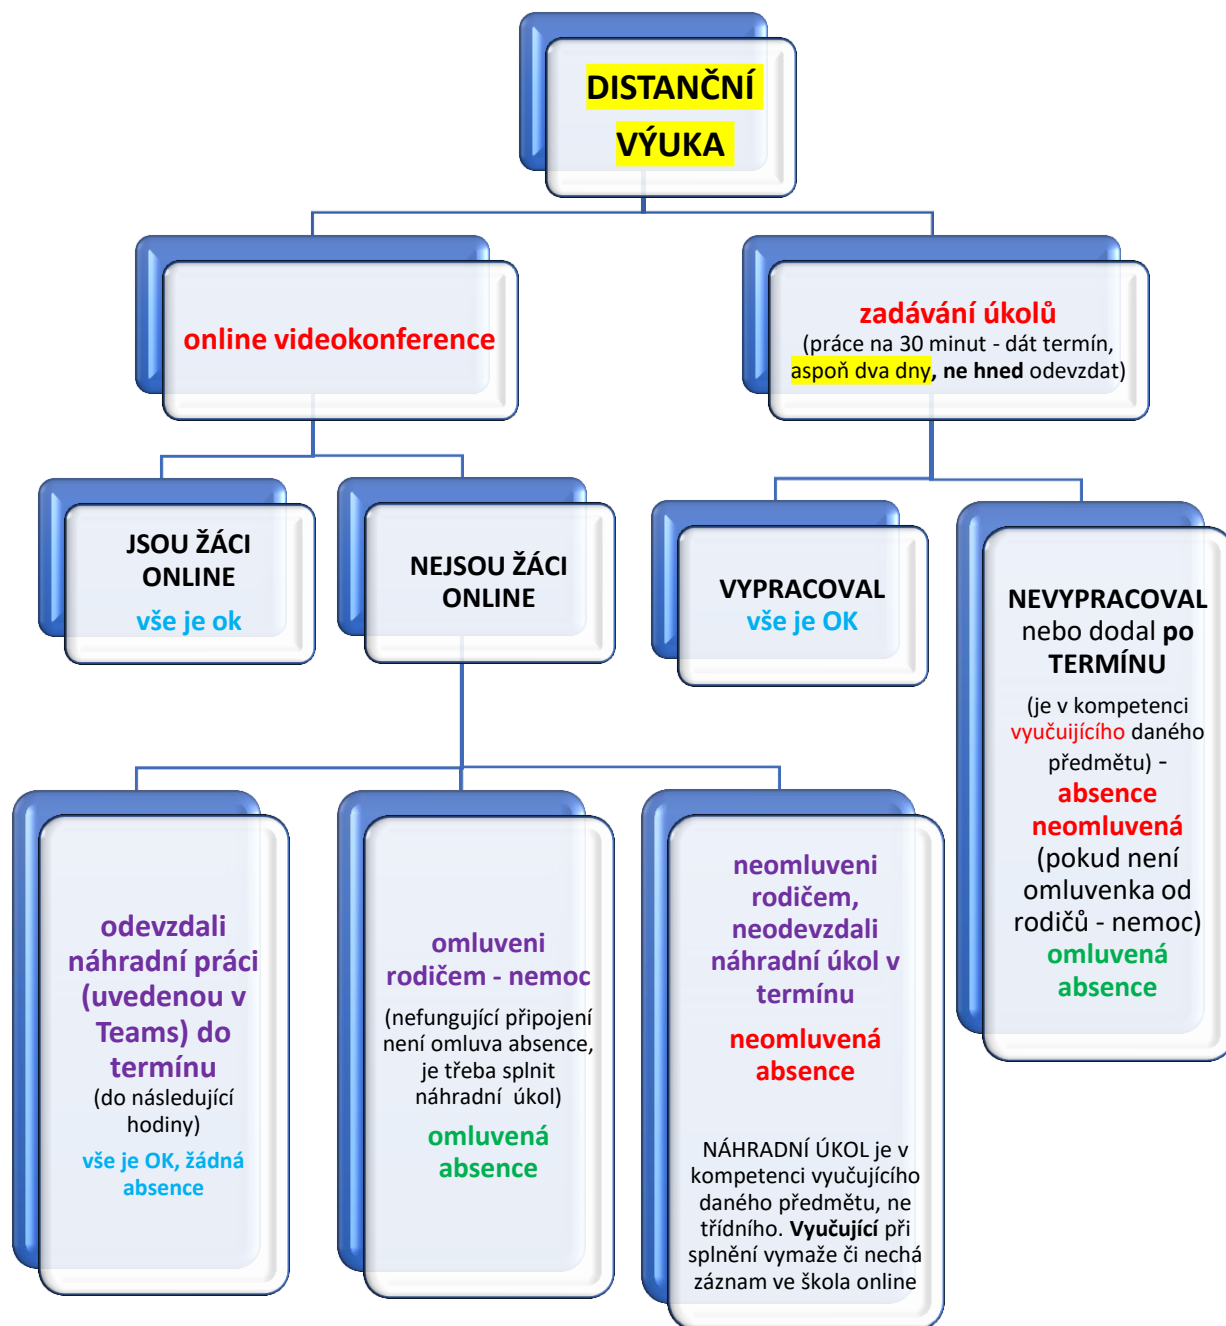 DISTANČNÍ
VÝUKA
online videokonference
zadávání úkolů
(práce na 30 minut - dát termín,
aspoň dva dny, ne hned odevzdat)
JSOU ŽÁCI
ONLINE
vše je ok
NEJSOU ŽÁCI
ONLINE
VYPRACOVAL
vše je OK
NEVYPRACOVAL
nebo dodal po
TERMÍNU
(je v kompetenci
vyučuijícího daného
předmětu) -
absence
neomluvená
(pokud není
omluvenka od
rodičů - nemoc)
omluvená
absence
odevzdali
náhradní práci
(uvedenou v
Teams) do
termínu
(do následující
hodiny)
vše je OK, žádná
absence
omluveni
rodičem - nemoc
(nefungující připojení
není omluva absence,
je třeba splnit
náhradní úkol)
omluvená
absence
neomluveni
rodičem,
neodevzdali
náhradní úkol v
termínu
neomluvená
absence
NÁHRADNÍ ÚKOL je v
kompetenci vyučujícího
daného předmětu, ne
třídního. Vyučující při
splnění vymaže či nechá
záznam ve škola online